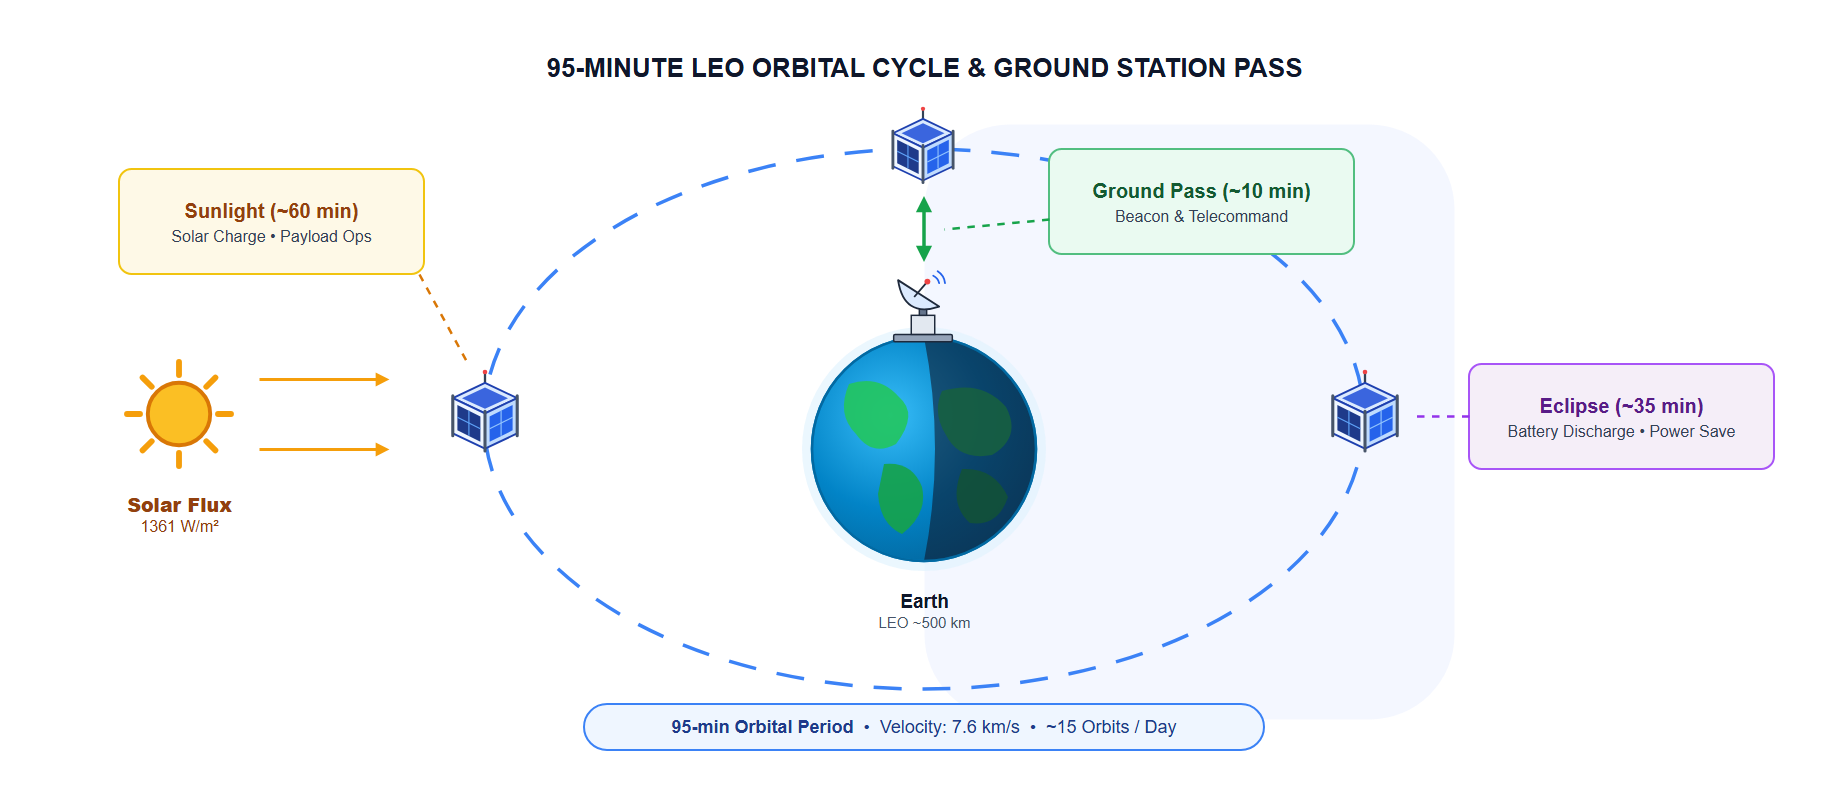 95-MINUTE LEO ORBITAL CYCLE & GROUND STATION PASS
Sunlight (~60 min)
Solar Charge • Payload Ops
Ground Pass (~10 min)
Beacon & Telecommand
Eclipse (~35 min)
Battery Discharge • Power Save
Solar Flux
1361 W/m²
Earth
LEO ~500 km
95-min Orbital Period • Velocity: 7.6 km/s • ~15 Orbits / Day